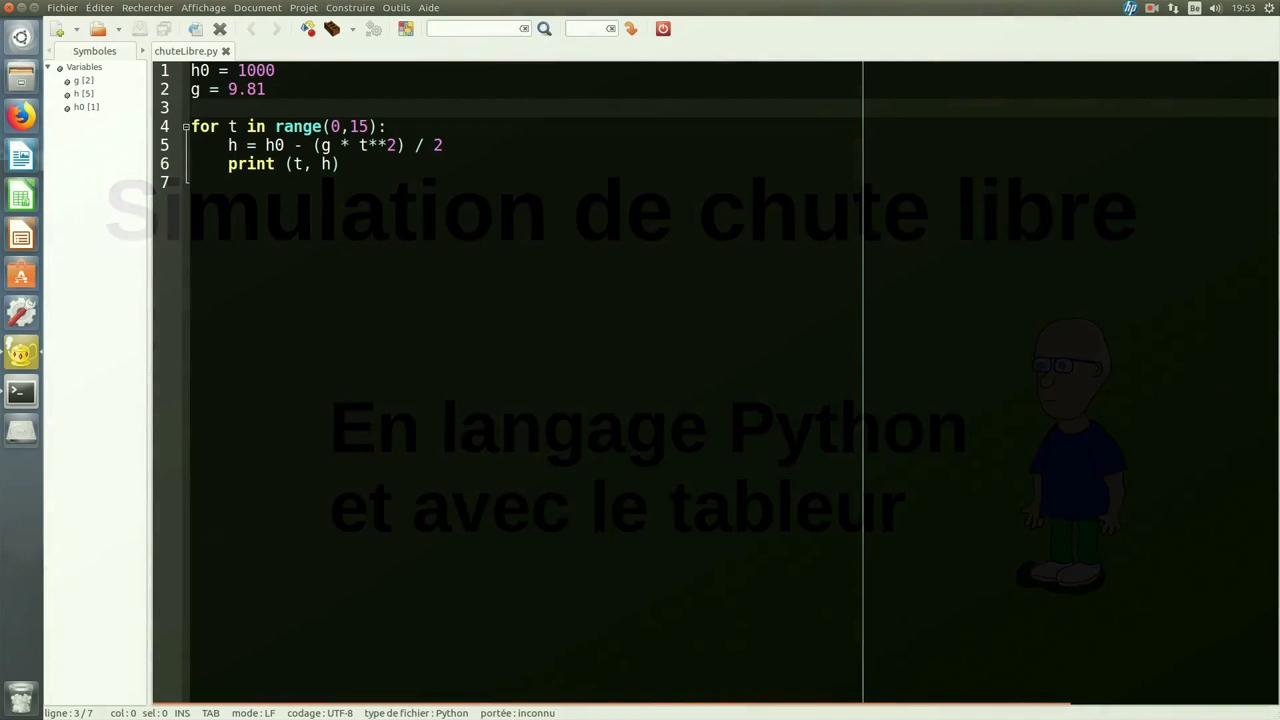 Fichier Éditer Rechercher Affichage Document Projet Construire Outils Aide
hp
Be
19:53
Symboles
chuteLibre.py
Variables
g [2]
h [5]
h0 [1]
1 h0 = 1000
2 g = 9.81
3
4 for t in range(0,15):
5 h = h0 - (g * t**2) / 2
6 print (t, h)
7
Simulation de chute libre
En langage Python
et avec le tableur
ligne : 3 / 7 col : 0 sel : 0 INS TAB mode : LF codage : UTF-8 type de fichier : Python portée : inconnu